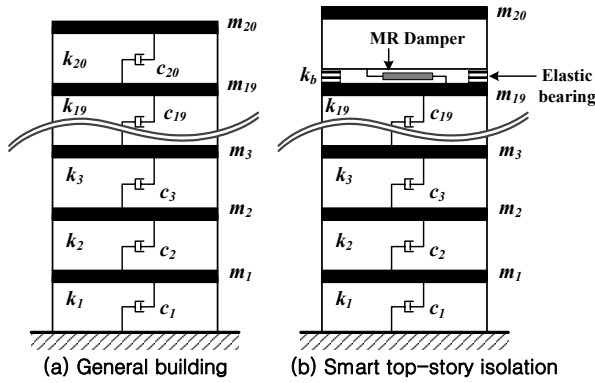 m20
k20
c20
m19
k19
c19
m3
k3
c3
m2
k2
c2
m1
k1
c1
(a) General building
m20
MR Damper
kb
Elastic
bearing
m19
k19
c19
m3
k3
c3
m2
k2
c2
m1
k1
c1
(b) Smart top-story isolation